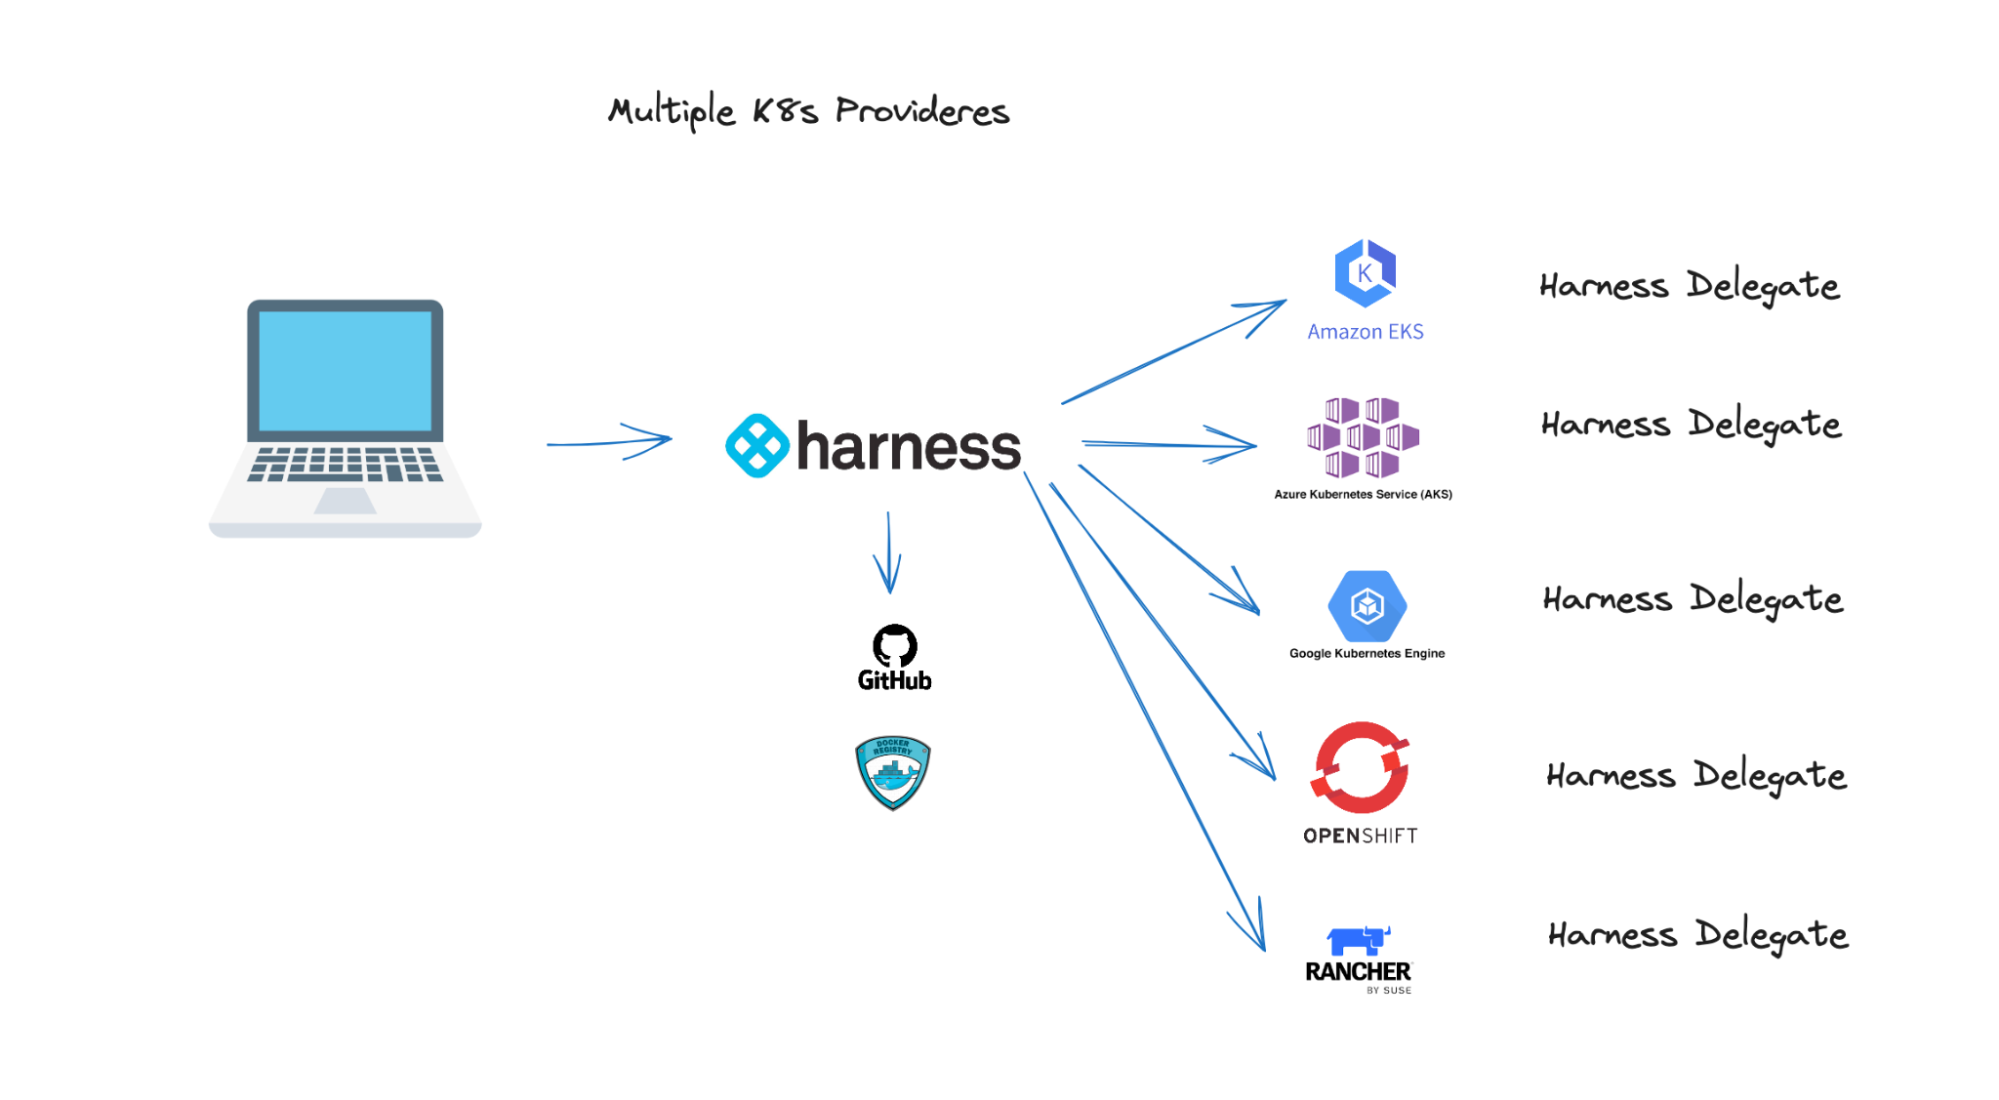 Multiple K8s Provideres
harness
GitHub
DOCKER
REGISTRY
K
Amazon EKS
Harness Delegate
Azure Kubernetes Service (AKS)
Harness Delegate
Google Kubernetes Engine
Harness Delegate
OPENSHIFT
Harness Delegate
RANCHER
BY SUSE
Harness Delegate